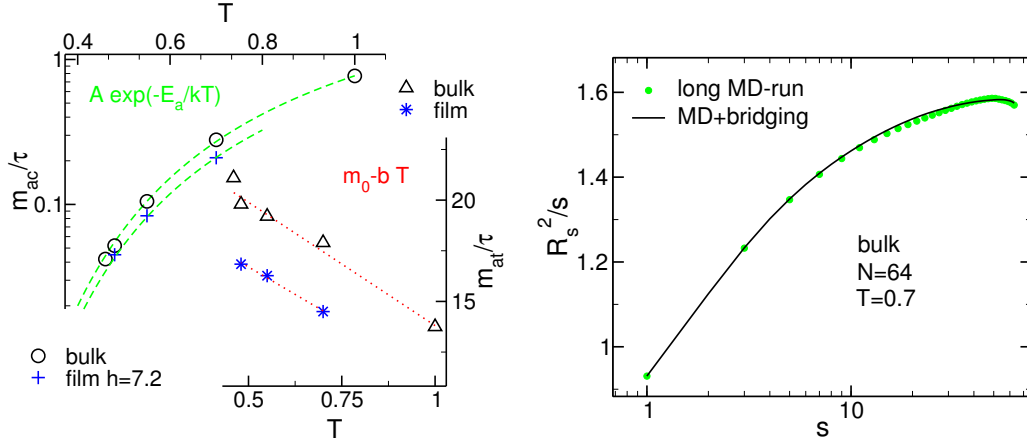 T
0.4 0.6 0.8 1
1
A exp(-E_a/kT)
bulk
film
m_0-b T
m_ac/τ
0.1
20
15
m_at/τ
bulk
film h=7.2
0.5 0.75 1
T
long MD-run
MD+bridging
1.6
1.4
1.2
1
R_s^2/s
bulk
N=64
T=0.7
1 10
s